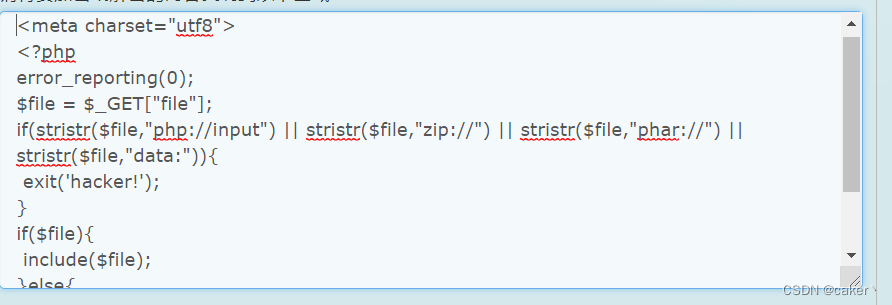 <meta charset="utf8">
<?php
error_reporting(0);
$file = $_GET["file"];
if(stristr($file,"php://input") || stristr($file,"zip://") || stristr($file,"phar://") ||
stristr($file,"data:")){
 exit('hacker!');
}
if($file){
 include($file);
}else{
CSDN @caker丶